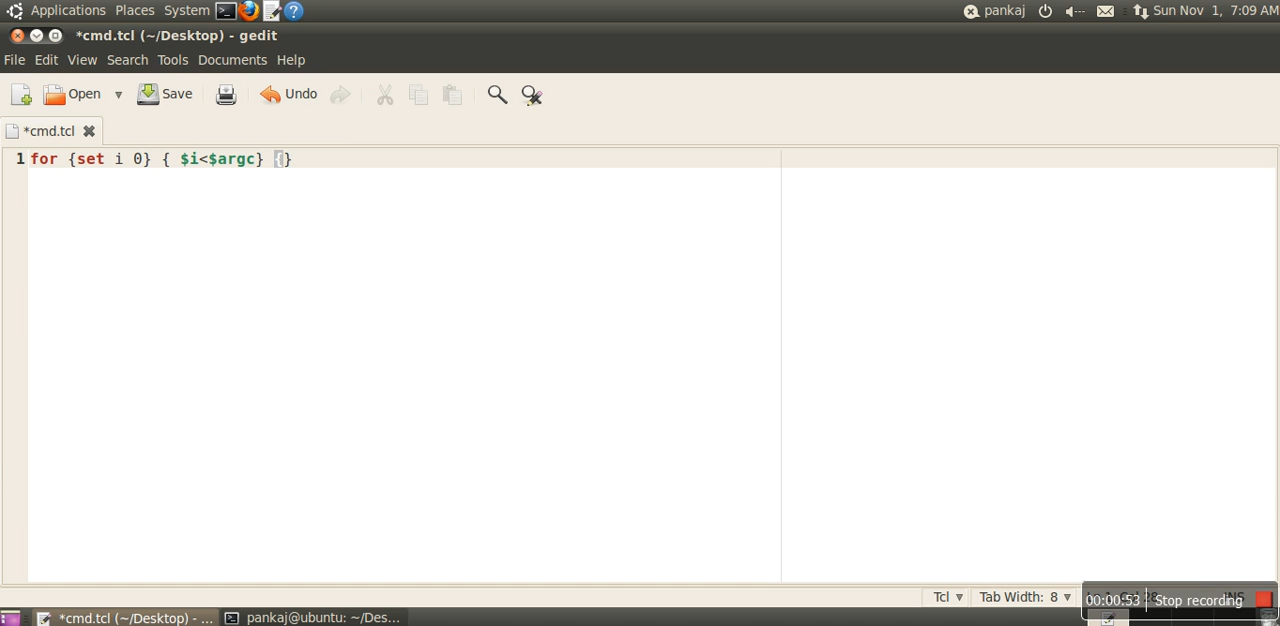 Applications Places System pankaj Sun Nov 1, 7:09 AM
*cmd.tcl (~/Desktop) - gedit
File Edit View Search Tools Documents Help
Open Save Undo
*cmd.tcl
1 for {set i 0} { $i<$argc} {}
Tcl Tab Width: 8 INS
00:00:53 Stop recording
*cmd.tcl (~/Desktop) - ... pankaj@ubuntu: ~/Des...